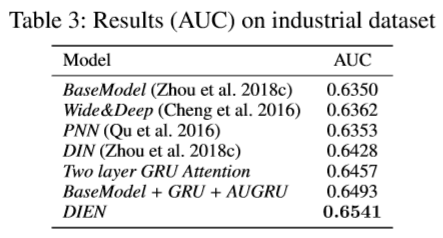 Table 3: Results (AUC) on industrial dataset
Model AUC
BaseModel (Zhou et al. 2018c) 0.6350
Wide&Deep (Cheng et al. 2016) 0.6362
PNN (Qu et al. 2016) 0.6353
DIN (Zhou et al. 2018c) 0.6428
Two layer GRU Attention 0.6457
BaseModel + GRU + AUGRU 0.6493
DIEN 0.6541